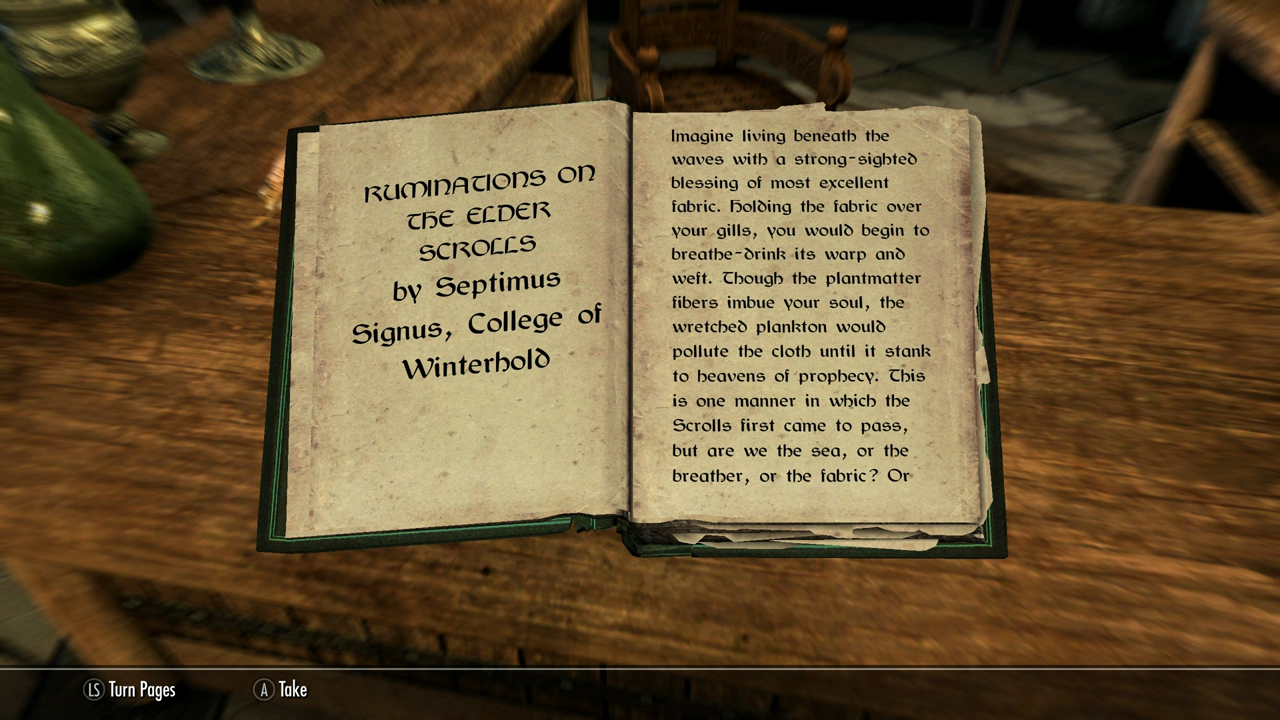 RUMINATIONS ON
THE ELDER
SCROLLS
by Septimus
Signus, College of
Winterhold
Imagine living beneath the
waves with a strong-sighted
blessing of most excellent
fabric. Holding the fabric over
your gills, you would begin to
breathe-drink its warp and
weft. Though the plantmatter
fibers imbue your soul, the
wretched plankton would
pollute the cloth until it stank
to heavens of prophecy. This
is one manner in which the
Scrolls first came to pass,
but are we the sea, or the
breather, or the fabric? Or
LS Turn Pages
A Take